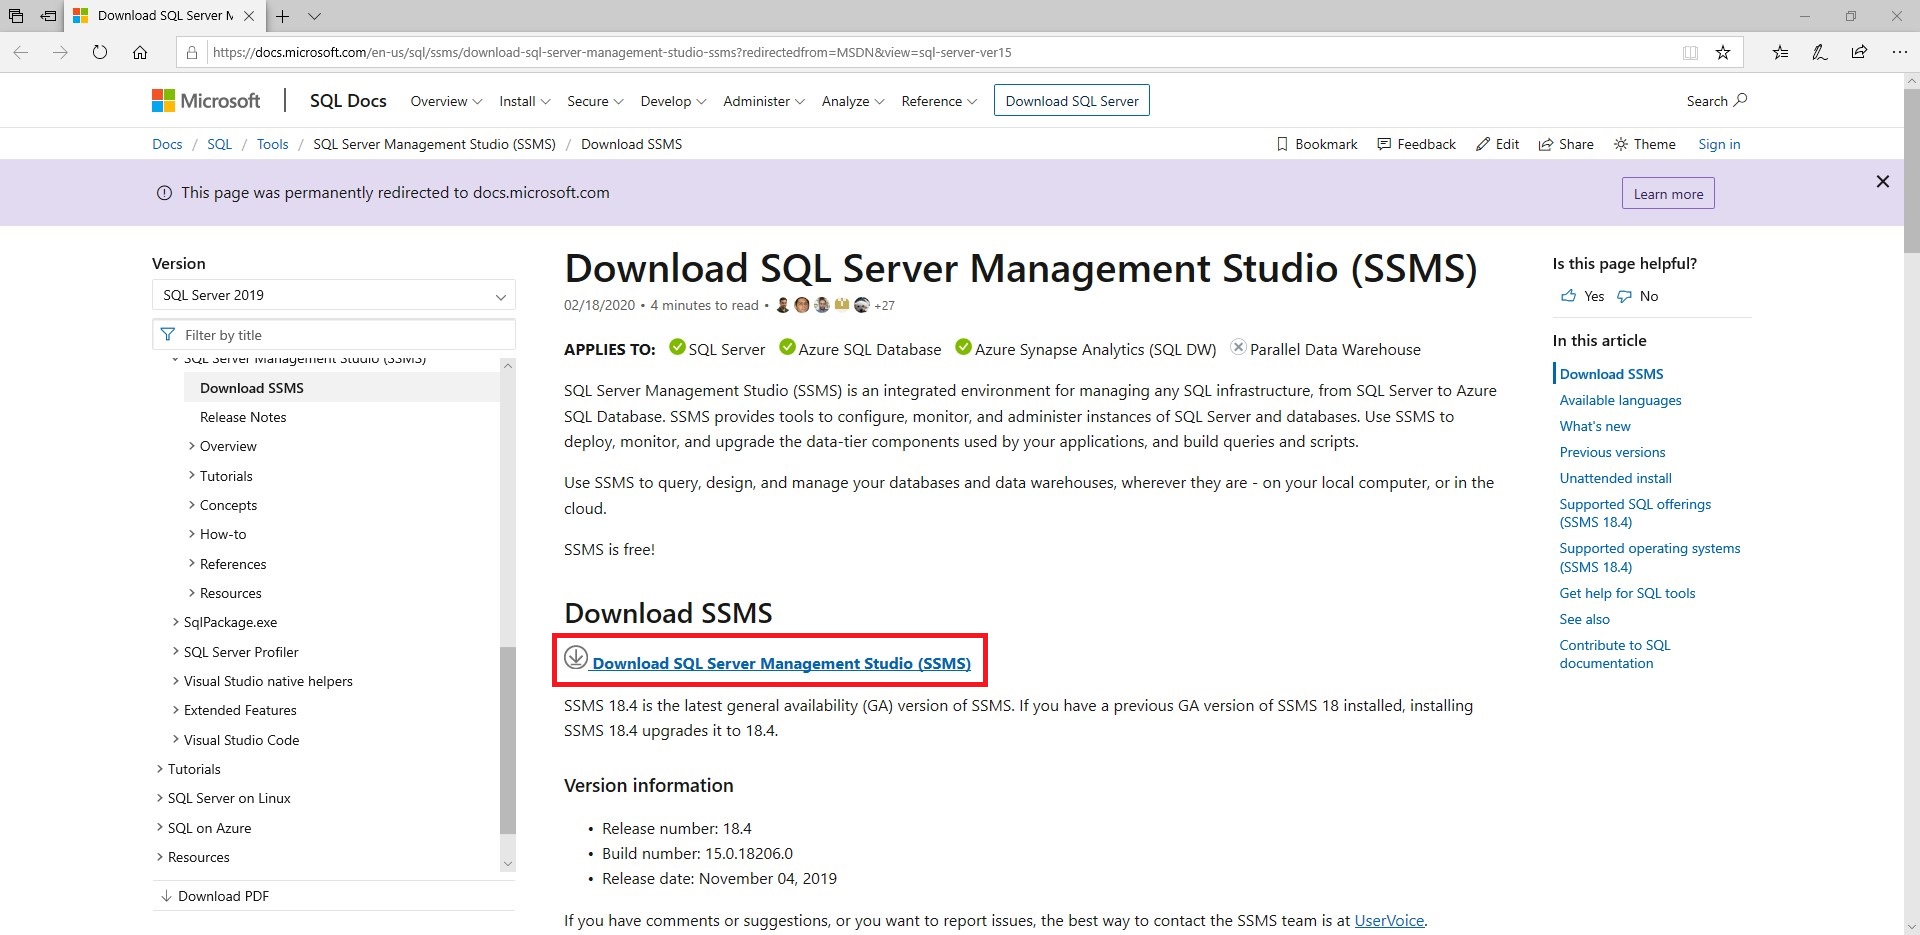 Download SQL Server M
https://docs.microsoft.com/en-us/sql/ssms/download-sql-server-management-studio-ssms?redirectedfrom=MSDN&view=sql-server-ver15
Microsoft | SQL Docs Overview Install Secure Develop Administer Analyze Reference Download SQL Server Search
Docs / SQL / Tools / SQL Server Management Studio (SSMS) / Download SSMS Bookmark Feedback Edit Share Theme Sign in
This page was permanently redirected to docs.microsoft.com Learn more
Version
SQL Server 2019
Filter by title
SQL Server Management Studio (SSMS)
Download SSMS
Release Notes
Overview
Tutorials
Concepts
How-to
References
Resources
SqlPackage.exe
SQL Server Profiler
Visual Studio native helpers
Extended Features
Visual Studio Code
Tutorials
SQL Server on Linux
SQL on Azure
Resources
Download PDF
Download SQL Server Management Studio (SSMS)
02/18/2020 • 4 minutes to read • +27
APPLIES TO: SQL Server Azure SQL Database Azure Synapse Analytics (SQL DW) Parallel Data Warehouse
SQL Server Management Studio (SSMS) is an integrated environment for managing any SQL infrastructure, from SQL Server to Azure
SQL Database. SSMS provides tools to configure, monitor, and administer instances of SQL Server and databases. Use SSMS to
deploy, monitor, and upgrade the data-tier components used by your applications, and build queries and scripts.
Use SSMS to query, design, and manage your databases and data warehouses, wherever they are - on your local computer, or in the
cloud.
SSMS is free!
Download SSMS
Download SQL Server Management Studio (SSMS)
SSMS 18.4 is the latest general availability (GA) version of SSMS. If you have a previous GA version of SSMS 18 installed, installing
SSMS 18.4 upgrades it to 18.4.
Version information
• Release number: 18.4
• Build number: 15.0.18206.0
• Release date: November 04, 2019
If you have comments or suggestions, or you want to report issues, the best way to contact the SSMS team is at UserVoice.
Is this page helpful?
Yes No
In this article
Download SSMS
Available languages
What's new
Previous versions
Unattended install
Supported SQL offerings
(SSMS 18.4)
Supported operating systems
(SSMS 18.4)
Get help for SQL tools
See also
Contribute to SQL
documentation